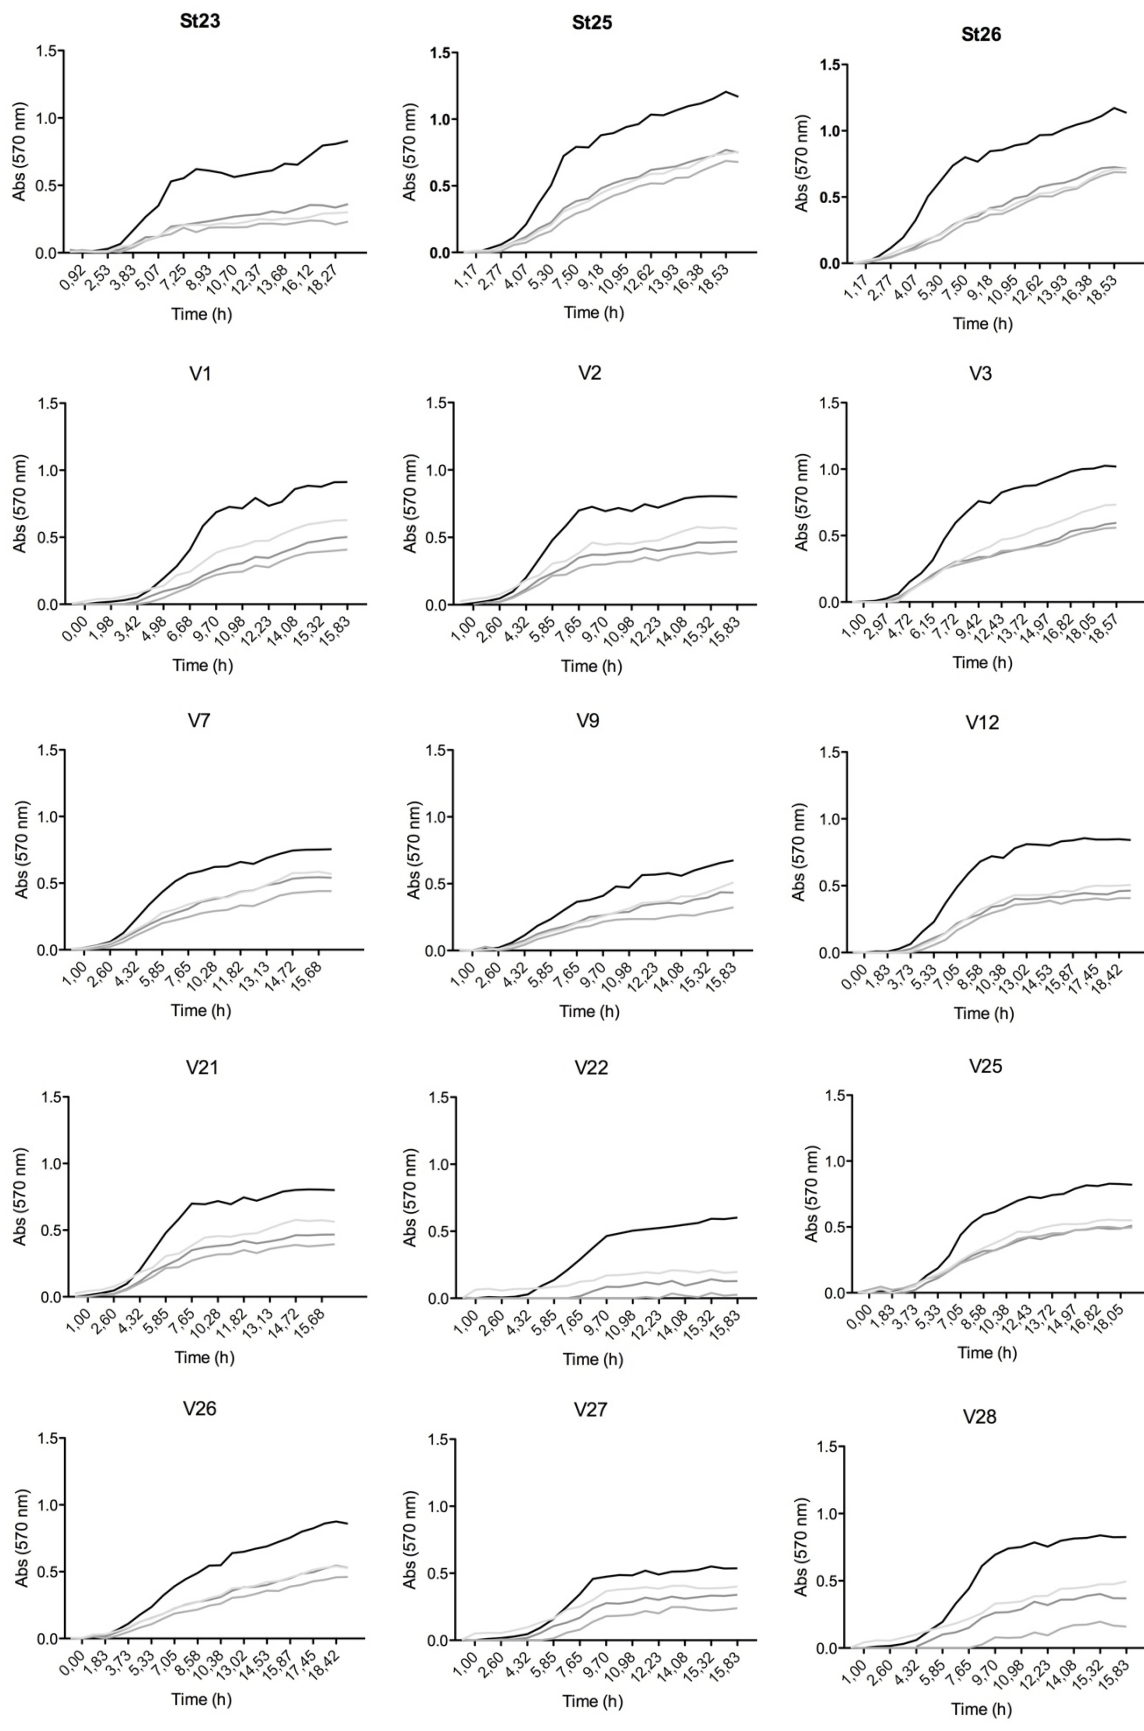 St23
Abs (570 nm)
1.5
1.0
0.5
0.0
0,92 2,53 3,83 5,07 7,25 8,93 10,70 12,37 13,68 16,12 18,27
Time (h)
St25
Abs (570 nm)
1.5
1.0
0.5
0.0
1,17 2,77 4,07 5,30 7,50 9,18 10,95 12,62 13,93 16,38 18,53
Time (h)
St26
Abs (570 nm)
1.5
1.0
0.5
0.0
1,17 2,77 4,07 5,30 7,50 9,18 10,95 12,62 13,93 16,38 18,53
Time (h)
V1
Abs (570 nm)
1.5
1.0
0.5
0.0
0,00 1,98 3,42 4,98 6,68 9,70 10,98 12,23 14,08 15,32 15,83
Time (h)
V2
Abs (570 nm)
1.5
1.0
0.5
0.0
1,00 2,60 4,32 5,85 7,65 9,70 10,98 12,23 14,08 15,32 15,83
Time (h)
V3
Abs (570 nm)
1.5
1.0
0.5
0.0
1,00 2,97 4,72 6,15 7,72 9,42 12,43 13,72 14,97 16,82 18,05 18,57
Time (h)
V7
Abs (570 nm)
1.5
1.0
0.5
0.0
1,00 2,60 4,32 5,85 7,65 10,28 11,82 13,13 14,72 15,68
Time (h)
V9
Abs (570 nm)
1.5
1.0
0.5
0.0
1,00 2,60 4,32 5,85 7,65 9,70 10,98 12,23 14,08 15,32 15,83
Time (h)
V12
Abs (570 nm)
1.5
1.0
0.5
0.0
0,00 1,83 3,73 5,33 7,05 8,58 10,38 13,02 14,53 15,87 17,45 18,42
Time (h)
V21
Abs (570 nm)
1.5
1.0
0.5
0.0
1,00 2,60 4,32 5,85 7,65 10,28 11,82 13,13 14,72 15,68
Time (h)
V22
Abs (570 nm)
1.5
1.0
0.5
0.0
1,00 2,60 4,32 5,85 7,65 9,70 10,98 12,23 14,08 15,32 15,83
Time (h)
V25
Abs (570 nm)
1.5
1.0
0.5
0.0
0,00 1,83 3,73 5,33 7,05 8,58 10,38 12,43 13,72 14,97 16,82 18,05
Time (h)
V26
Abs (570 nm)
1.5
1.0
0.5
0.0
0,00 1,83 3,73 5,33 7,05 8,58 10,38 13,02 14,53 15,87 17,45 18,42
Time (h)
V27
Abs (570 nm)
1.5
1.0
0.5
0.0
1,00 2,60 4,32 5,85 7,65 9,70 10,98 12,23 14,08 15,32 15,83
Time (h)
V28
Abs (570 nm)
1.5
1.0
0.5
0.0
1,00 2,60 4,32 5,85 7,65 9,70 10,98 12,23 14,08 15,32 15,83
Time (h)